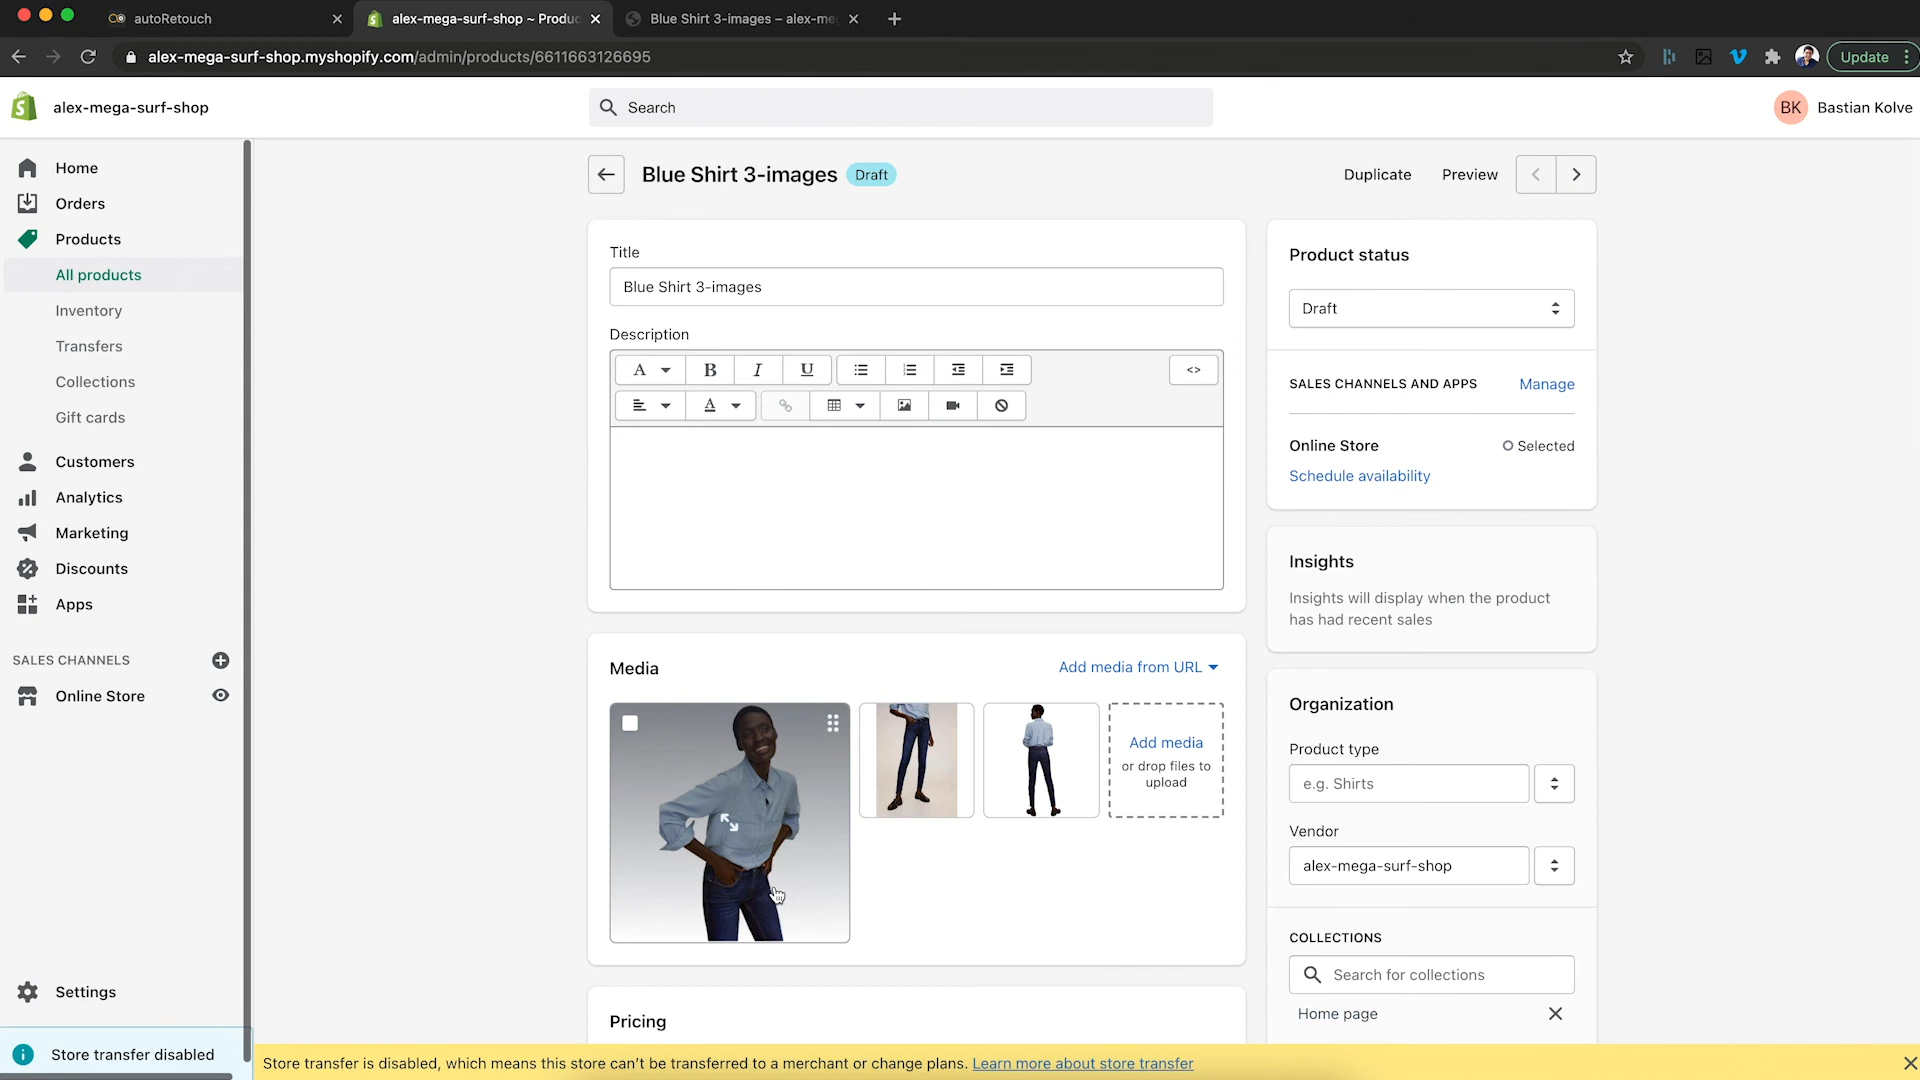 autoRetouch
alex-mega-surf-shop ~ Produc
Blue Shirt 3-images – alex-me
alex-mega-surf-shop.myshopify.com/admin/products/6611663126695
Update
alex-mega-surf-shop
Search
BK
Bastian Kolve
Home
Orders
Products
All products
Inventory
Transfers
Collections
Gift cards
Customers
Analytics
Marketing
Discounts
Apps
SALES CHANNELS
Online Store
Settings
Store transfer disabled
Blue Shirt 3-images
Draft
Duplicate
Preview
Title
Blue Shirt 3-images
Description
A
B
I
U
<>
A
Media
Add media from URL
Add media
or drop files to
upload
Pricing
Product status
Draft
SALES CHANNELS AND APPS
Manage
Online Store
Selected
Schedule availability
Insights
Insights will display when the product
has had recent sales
Organization
Product type
e.g. Shirts
Vendor
alex-mega-surf-shop
COLLECTIONS
Search for collections
Home page
Store transfer is disabled, which means this store can't be transferred to a merchant or change plans. Learn more about store transfer